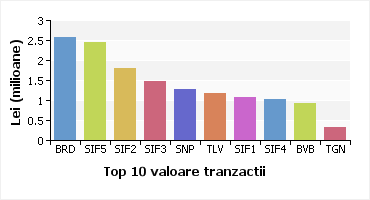 Lei (milioane)
3
2.5
2
1.5
1
0.5
0
BRD SIF5 SIF2 SIF3 SNP TLV SIF1 SIF4 BVB TGN
Top 10 valoare tranzactii